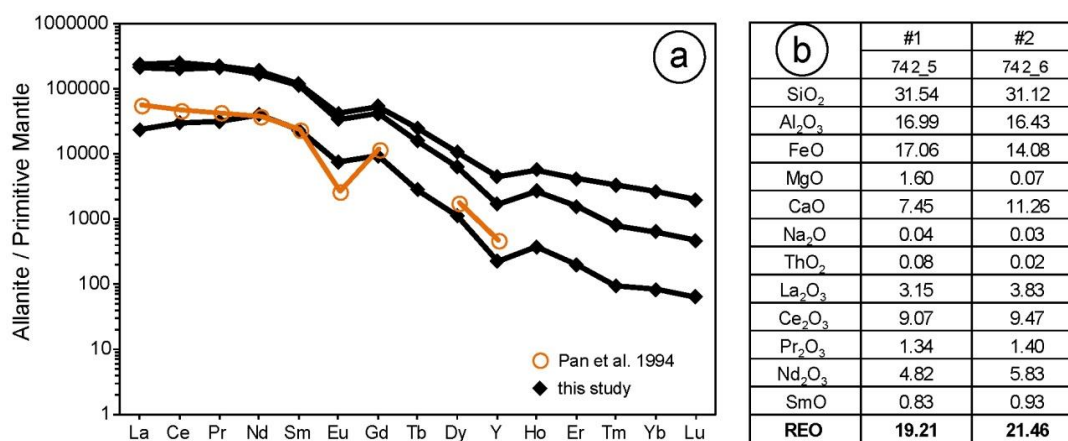 1000000
100000
10000
1000
100
10
1
Allanite / Primitive Mantle
a
Pan et al. 1994
this study
La Ce Pr Nd Sm Eu Gd Tb Dy Y Ho Er Tm Yb Lu
b #1 #2
742_5 742_6
SiO₂ 31.54 31.12
Al₂O₃ 16.99 16.43
FeO 17.06 14.08
MgO 1.60 0.07
CaO 7.45 11.26
Na₂O 0.04 0.03
ThO₂ 0.08 0.02
La₂O₃ 3.15 3.83
Ce₂O₃ 9.07 9.47
Pr₂O₃ 1.34 1.40
Nd₂O₃ 4.82 5.83
SmO 0.83 0.93
REO 19.21 21.46